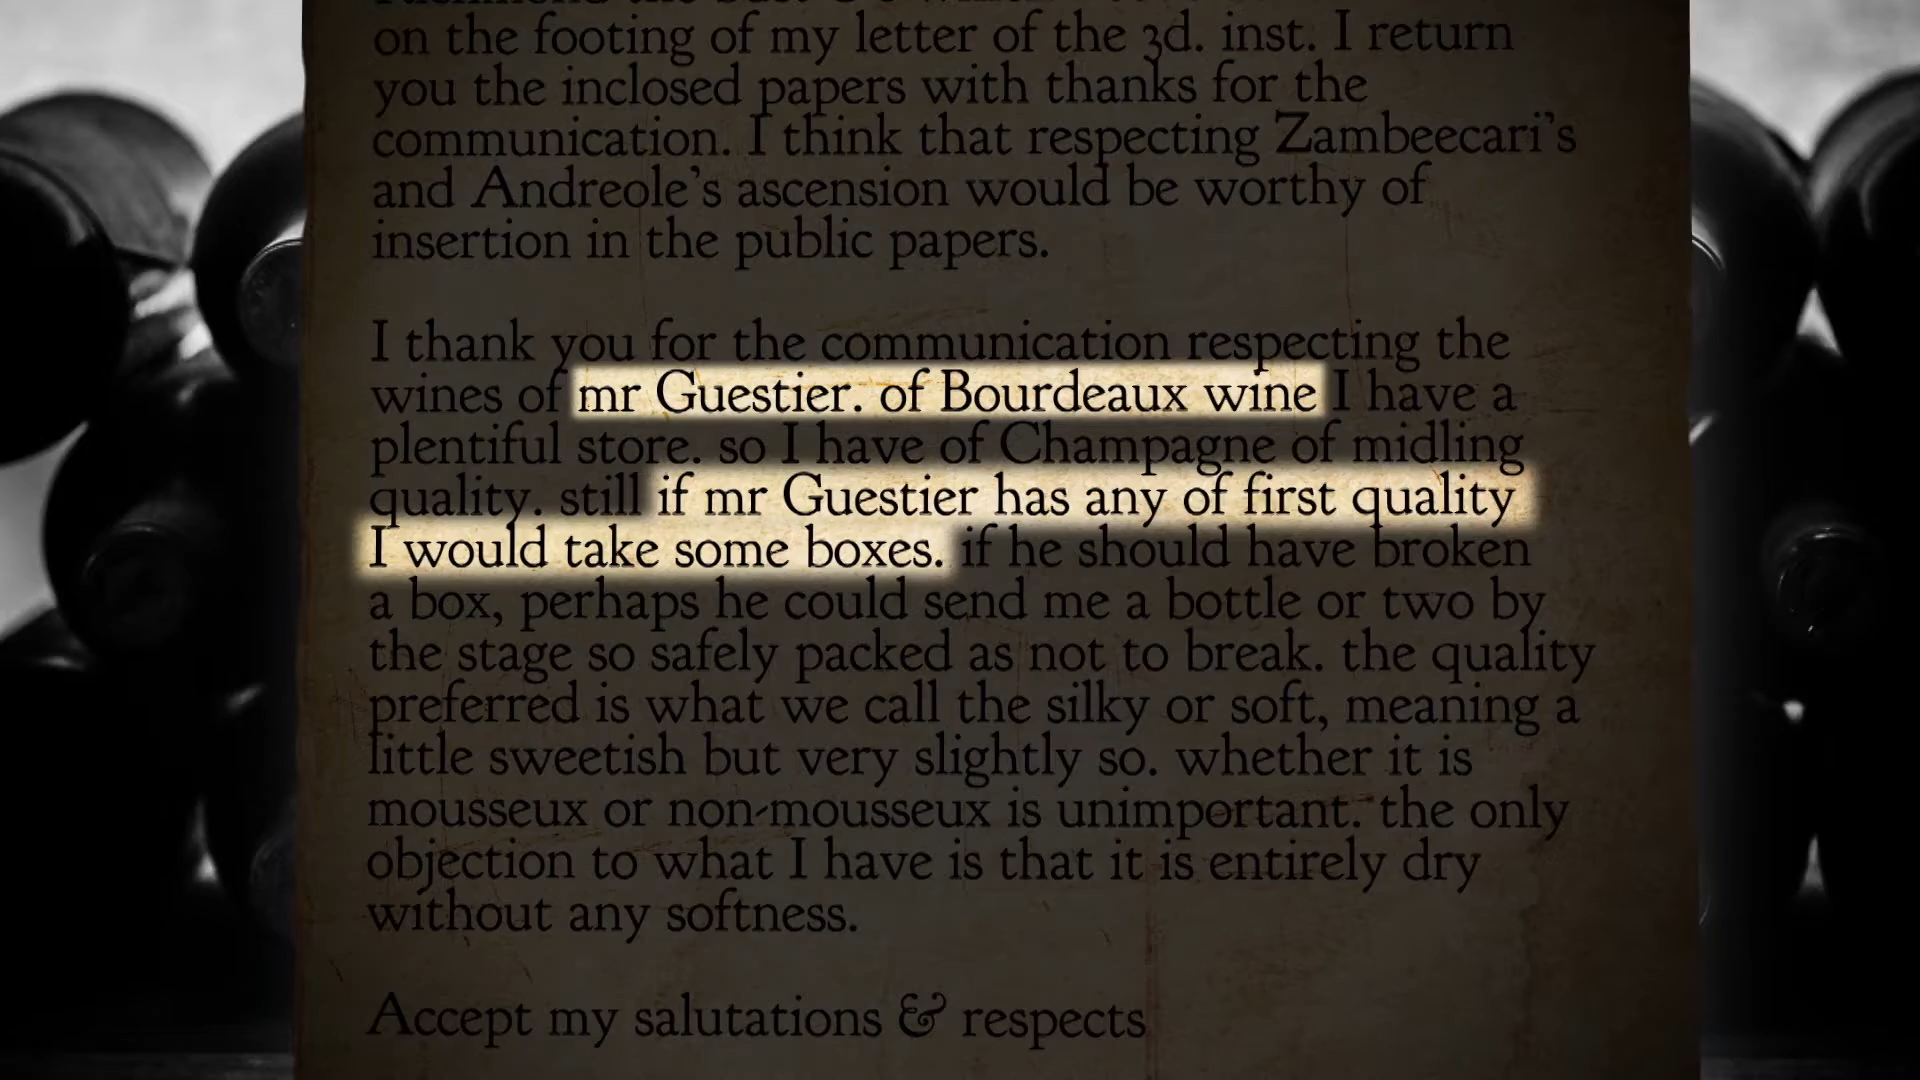 on the footing of my letter of the 3d. inst. I return
you the inclosed papers with thanks for the
communication. I think that respecting Zambeecari's
and Andreole's ascension would be worthy of
insertion in the public papers.
I thank you for the communication respecting the
wines of mr Guestier. of Bourdeaux wine I have a
plentiful store. so I have of Champagne of midling
quality. still if mr Guestier has any of first quality
I would take some boxes. if he should have broken
a box, perhaps he could send me a bottle or two by
the stage so safely packed as not to break. the quality
preferred is what we call the silky or soft, meaning a
little sweetish but very slightly so. whether it is
mousseux or non-mousseux is unimportant. the only
objection to what I have is that it is entirely dry
without any softness.
Accept my salutations & respects